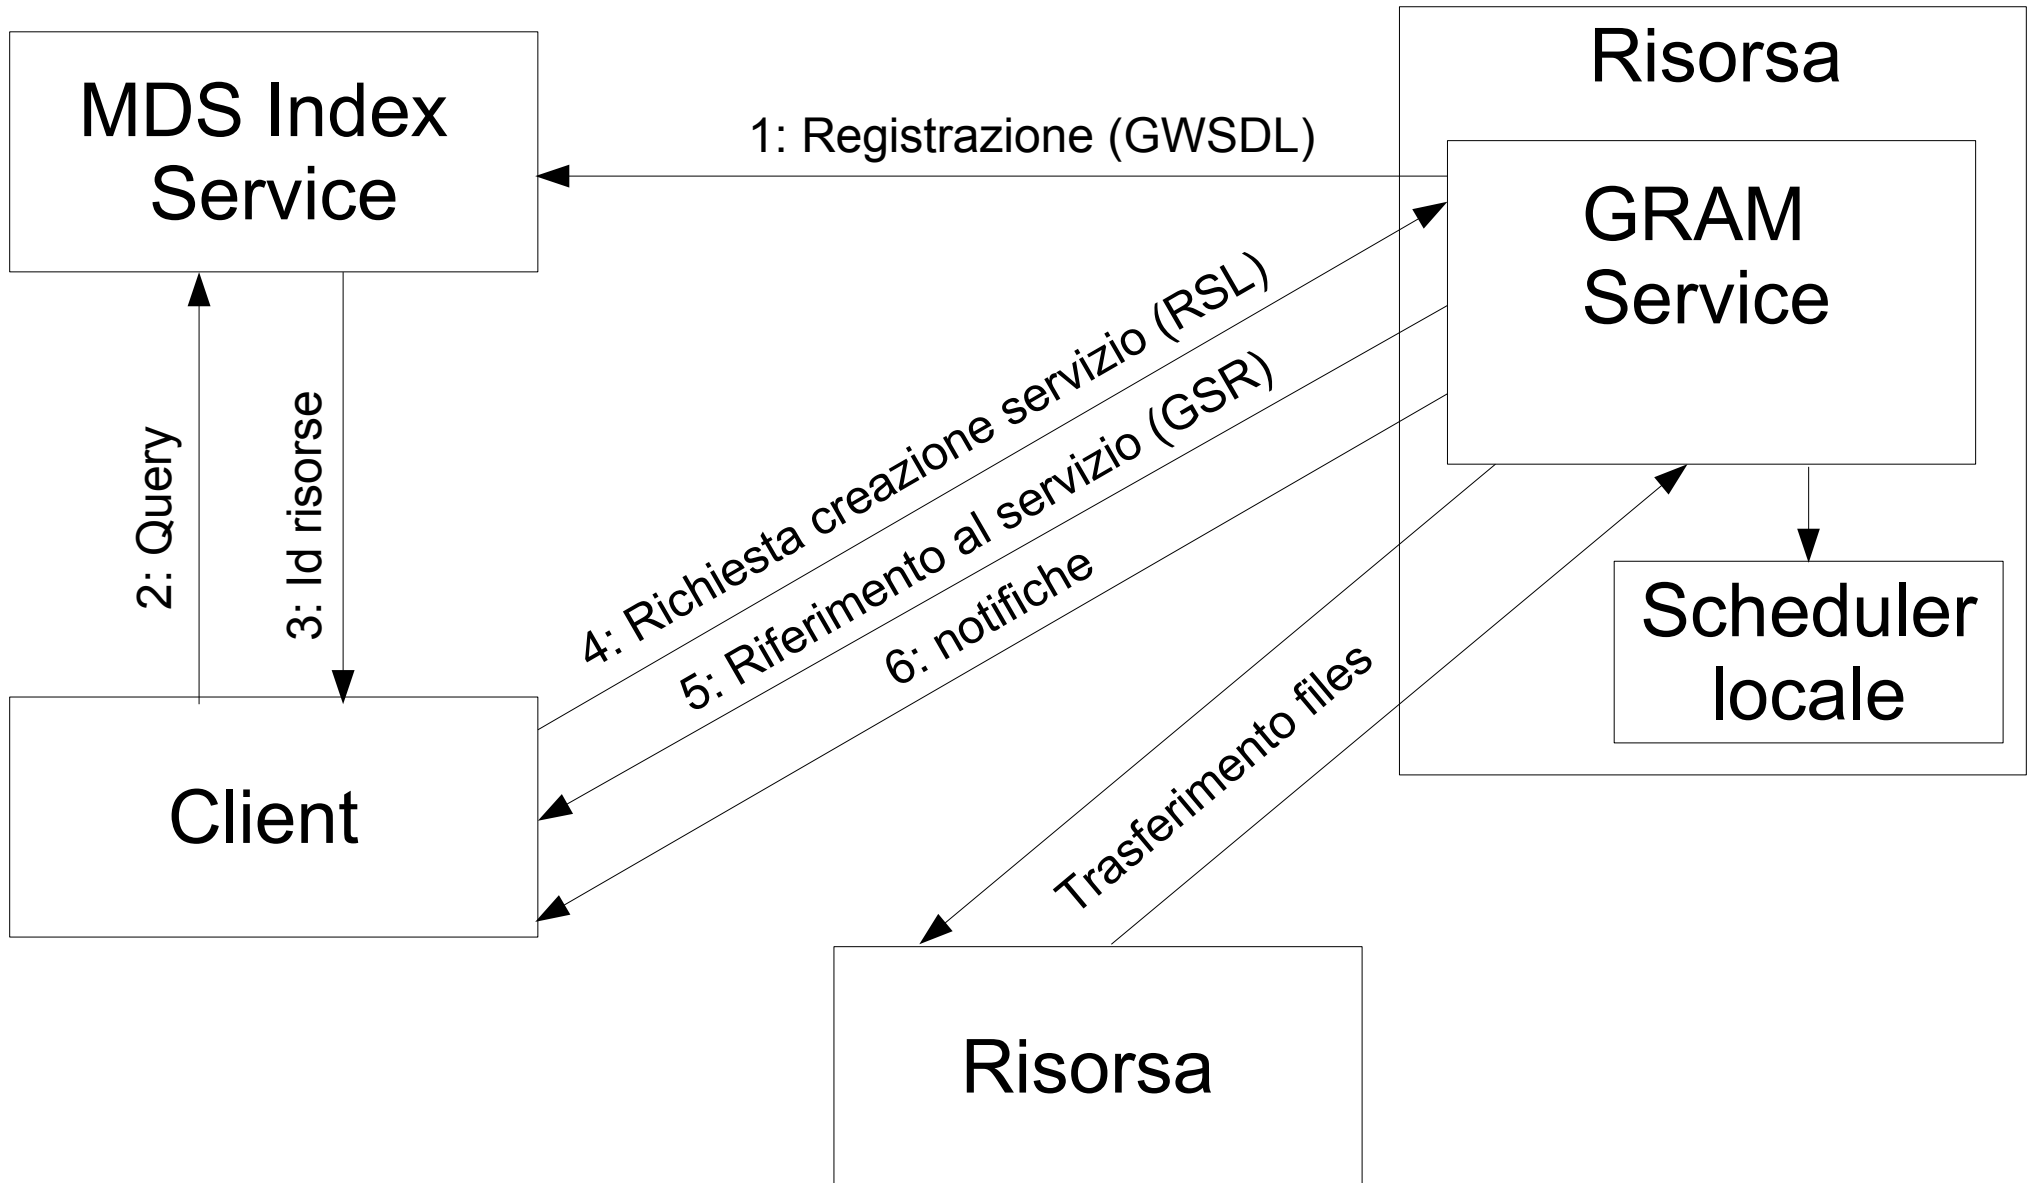 Risorsa
MDS Index
Service
1: Registrazione (GWSDL)
GRAM
Service
2: Query
3: Id risorse
4: Richiesta creazione servizio (RSL)
5: Riferimento al servizio (GSR)
6: notifiche
Scheduler
locale
Trasferimento files
Client
Risorsa